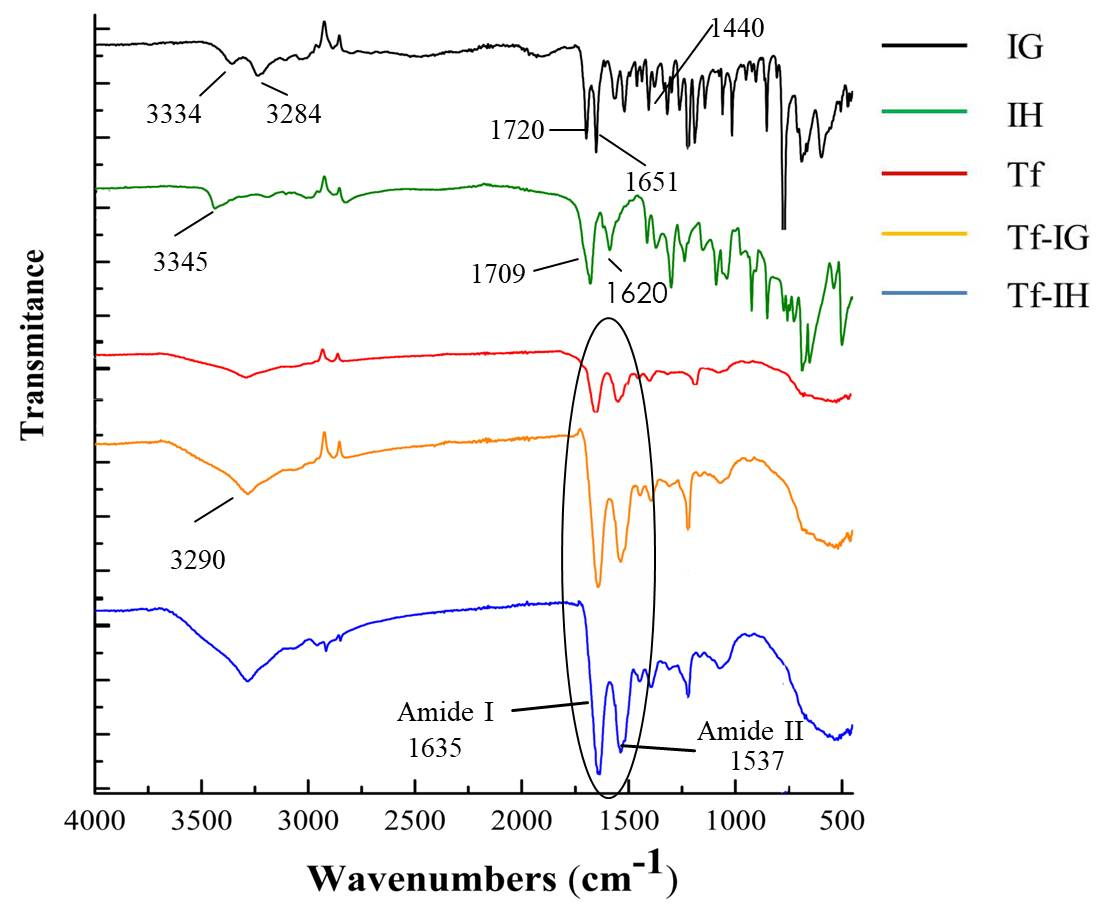 1440
IG
3334
3284
1720
IH
1651
Tf
3345
1709
1620
Tf-IG
Tf-IH
Transmitance
3290
Amide I
1635
Amide II
1537
4000
3500
3000
2500
2000
1500
1000
500
Wavenumbers (cm-1)